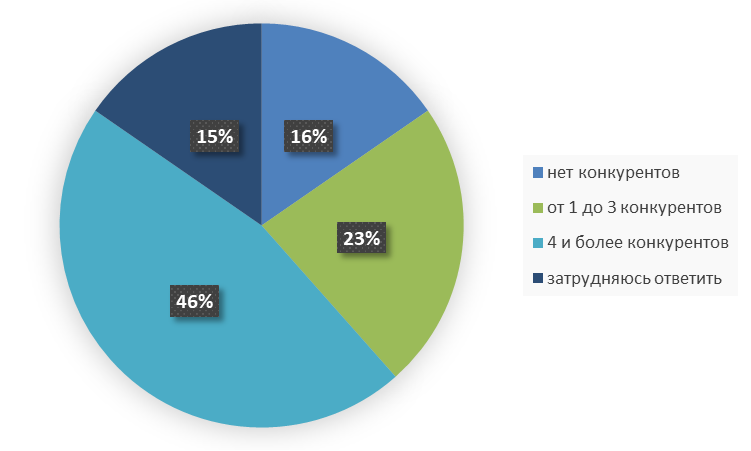 15%
16%
23%
46%
нет конкурентов
от 1 до 3 конкурентов
4 и более конкурентов
затрудняюсь ответить